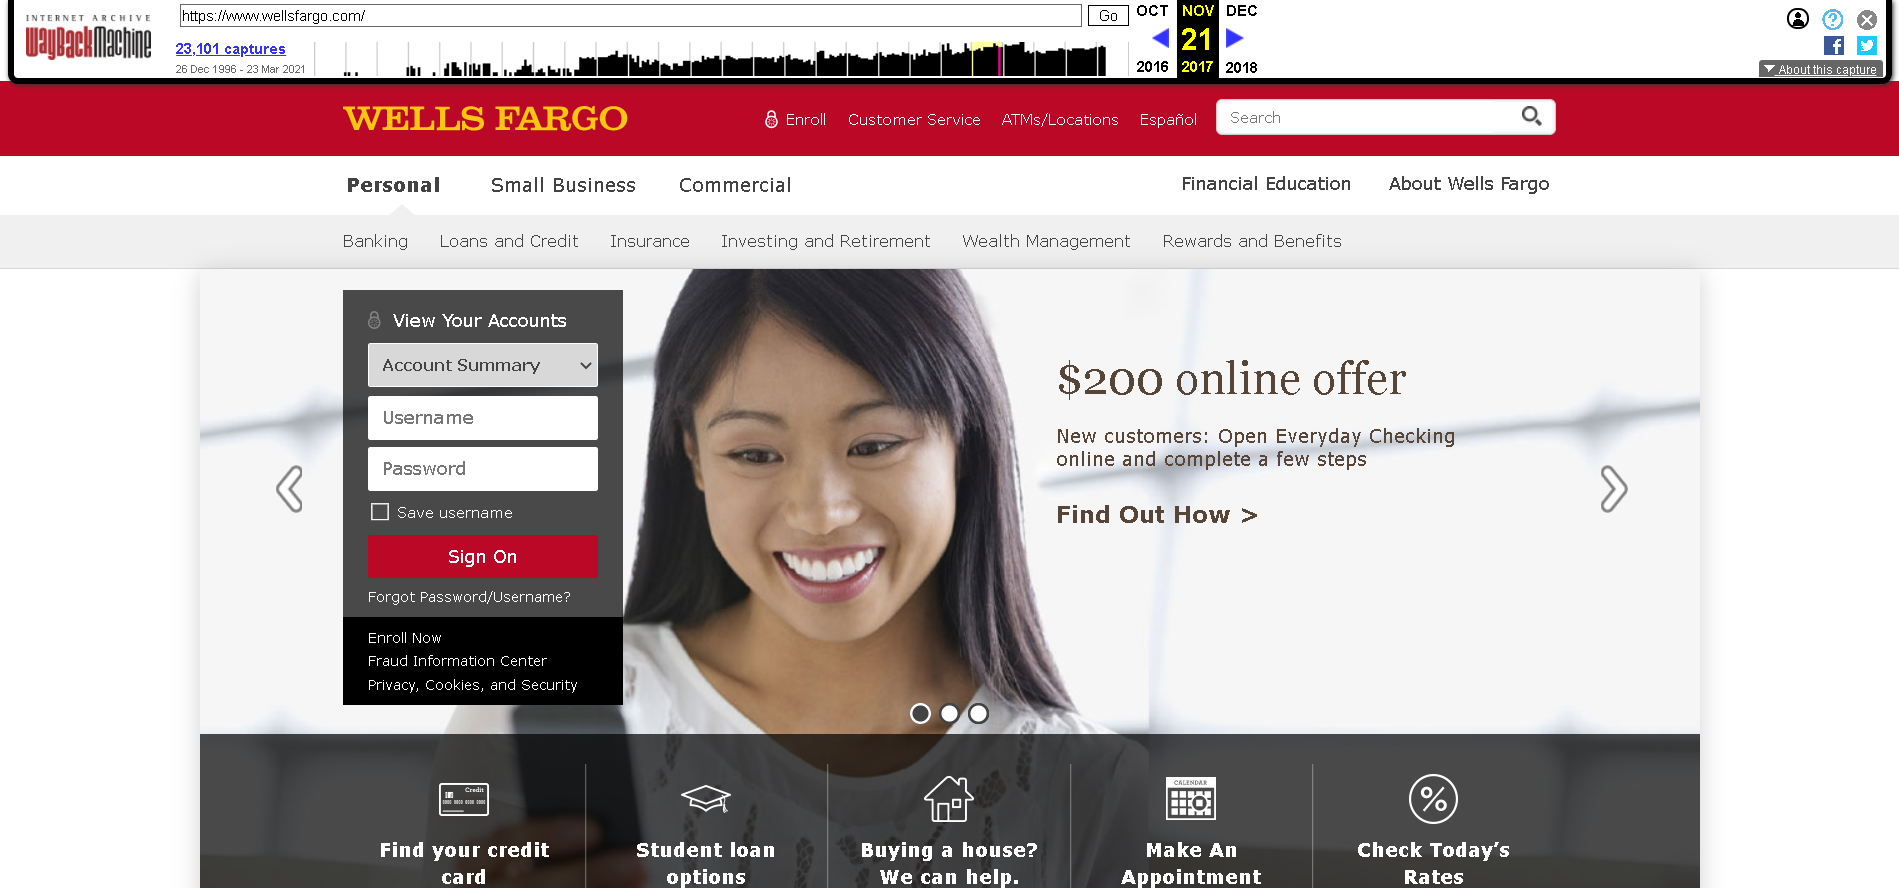 INTERNET ARCHIVE
WayBackMachine
https://www.wellsfargo.com/
Go
23,101 captures
26 Dec 1996 - 23 Mar 2021
OCT NOV DEC
21
2016 2017 2018
About this capture
WELLS FARGO
Enroll Customer Service ATMs/Locations Español
Search
Personal Small Business Commercial Financial Education About Wells Fargo
Banking Loans and Credit Insurance Investing and Retirement Wealth Management Rewards and Benefits
View Your Accounts
Account Summary
Username
Password
Save username
Sign On
Forgot Password/Username?
Enroll Now
Fraud Information Center
Privacy, Cookies, and Security
$200 online offer
New customers: Open Everyday Checking
online and complete a few steps
Find Out How >
Credit
CALENDAR
Find your credit
card
Student loan
options
Buying a house?
We can help.
Make An
Appointment
Check Today's
Rates